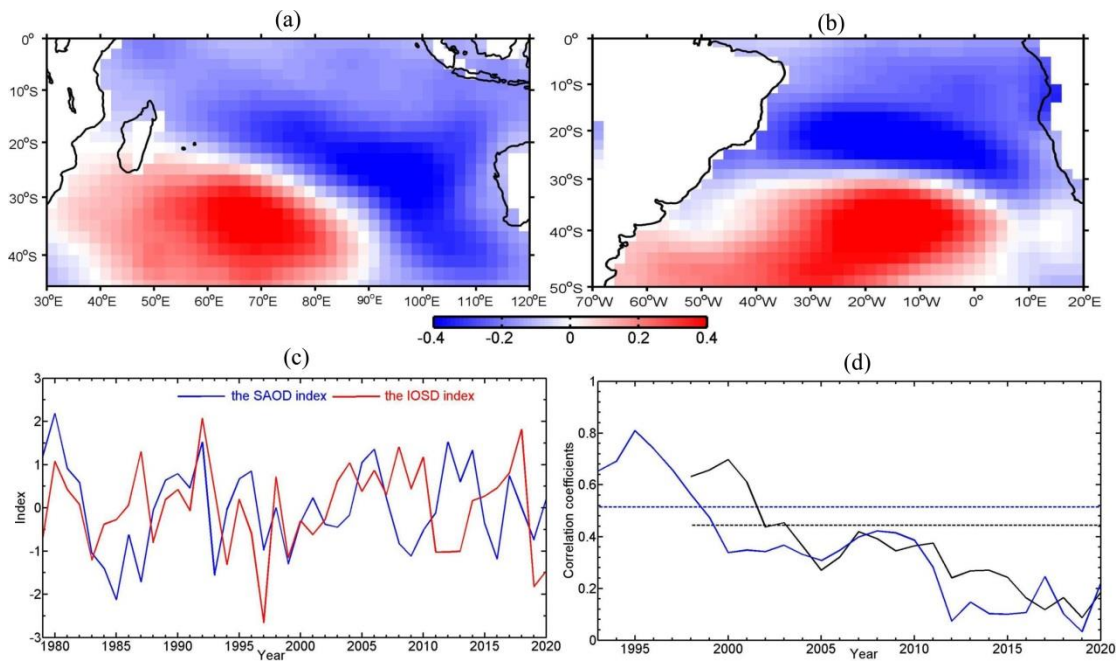 (a)
(b)
0°
10°S
20°S
30°S
40°S
30°E 40°E 50°E 60°E 70°E 80°E 90°E 100°E 110°E 120°E
0°
10°S
20°S
30°S
40°S
50°S
70°W 60°W 50°W 40°W 30°W 20°W 10°W 0° 10°E 20°E
-0.4 -0.2 0 0.2 0.4
(c)
3
2
1
0
-1
-2
-3
Index
the SAOD index
the IOSD index
1980 1985 1990 1995 2000 2005 2010 2015 2020
Year
(d)
1
0.8
0.6
0.4
0.2
0
Correlation coefficients
1995 2000 2005 2010 2015 2020
Year